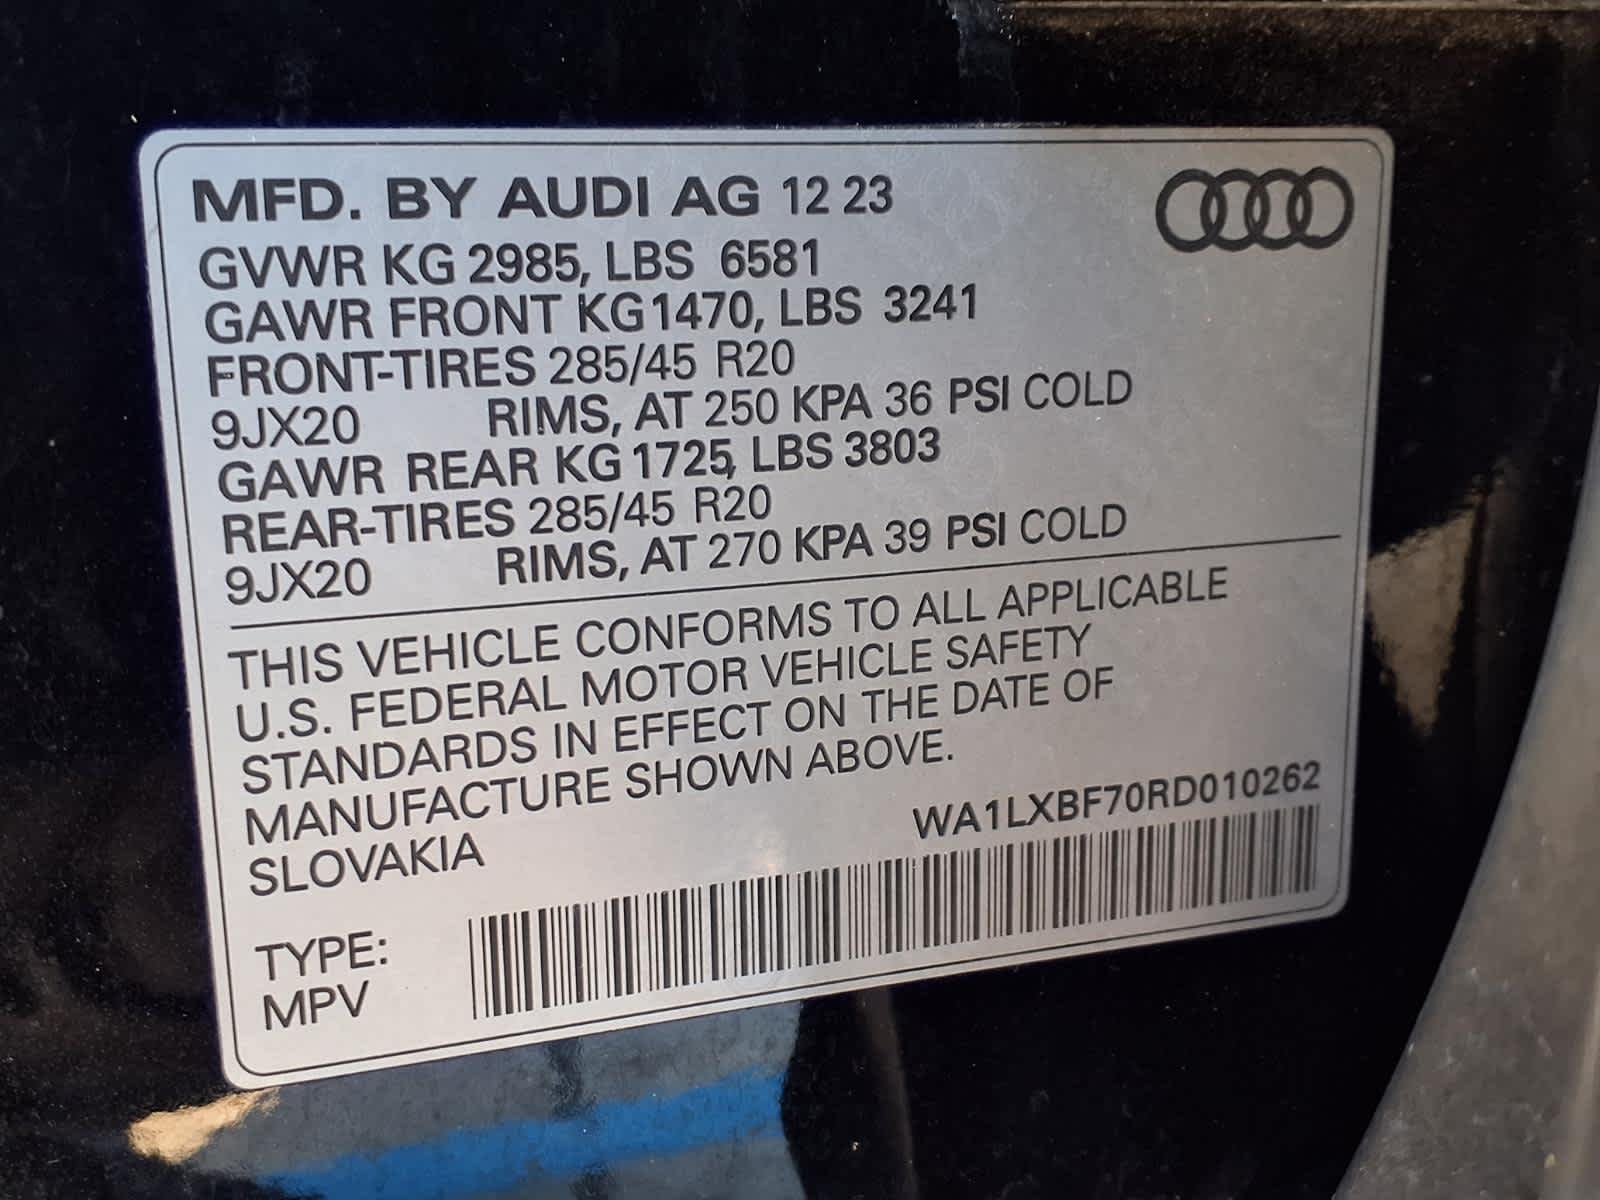 MFD. BY AUDI AG 12 23
GVWR KG 2985, LBS 6581
GAWR FRONT KG 1470, LBS 3241
FRONT-TIRES 285/45 R20
9JX20 RIMS, AT 250 KPA 36 PSI COLD
GAWR REAR KG 1725, LBS 3803
REAR-TIRES 285/45 R20
9JX20 RIMS, AT 270 KPA 39 PSI COLD
THIS VEHICLE CONFORMS TO ALL APPLICABLE
U.S. FEDERAL MOTOR VEHICLE SAFETY
STANDARDS IN EFFECT ON THE DATE OF
MANUFACTURE SHOWN ABOVE.
SLOVAKIA
WA1LXBF70RD010262
TYPE:
MPV